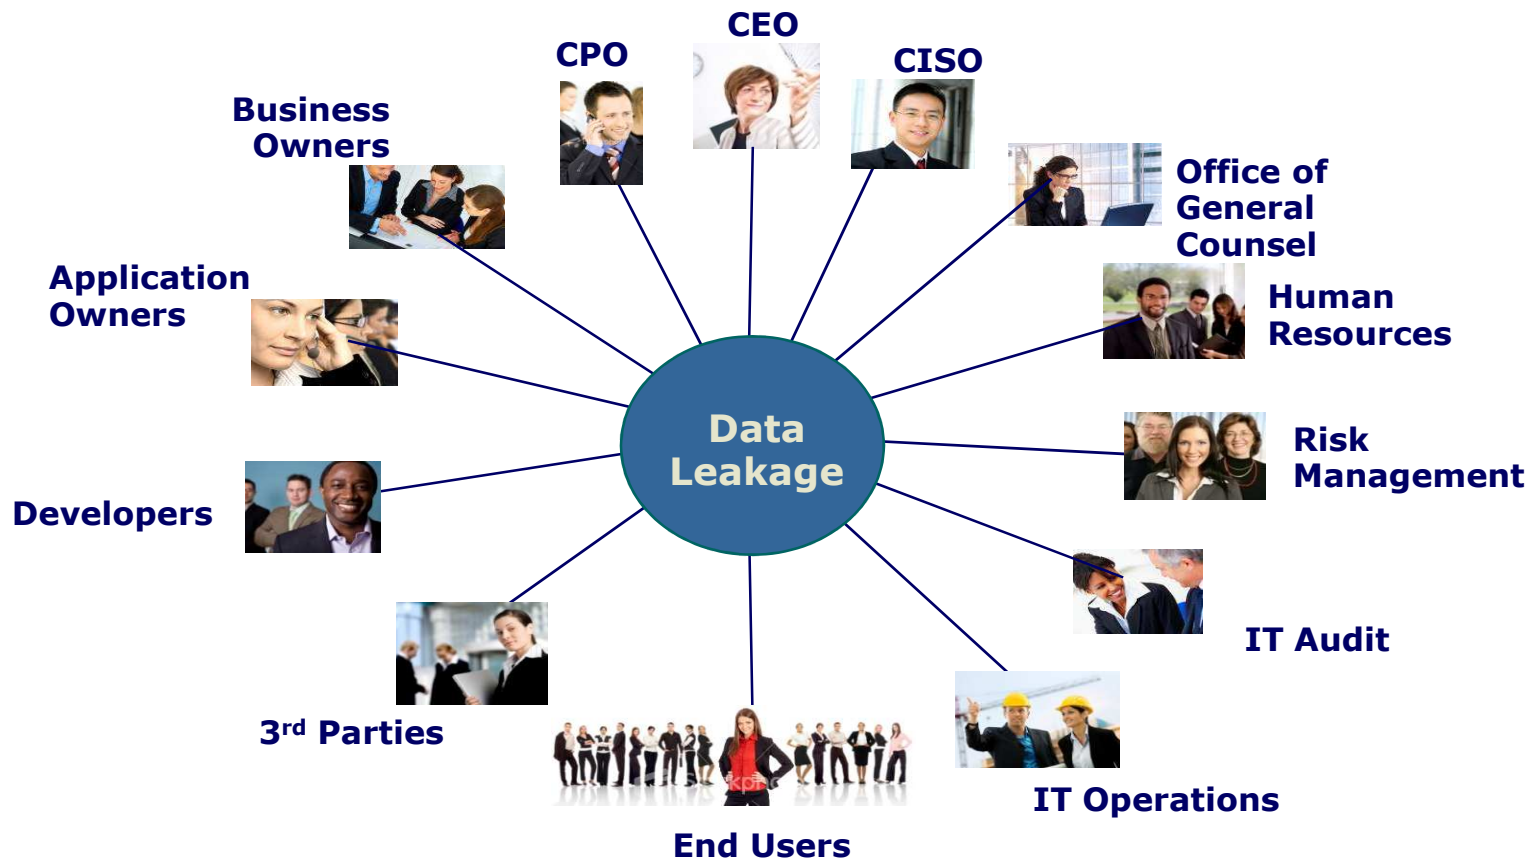 CEO
CPO
CISO
Business
Owners
Office of
General
Counsel
Application
Owners
Human
Resources
Data
Leakage
Risk
Management
Developers
IT Audit
3rd Parties
IT Operations
End Users